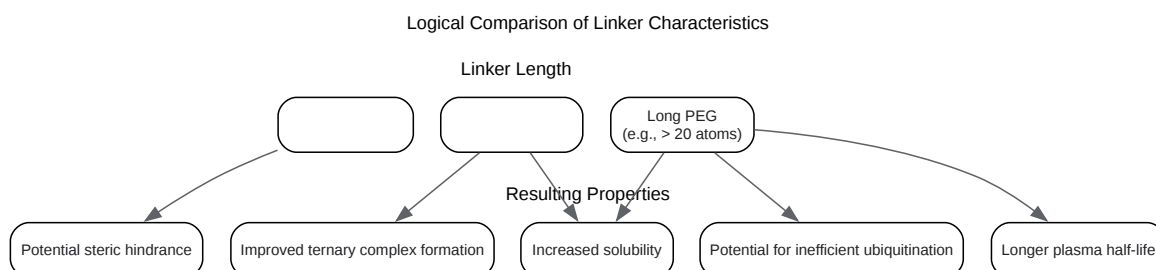 Logical Comparison of Linker Characteristics
Linker Length
Long PEG
(e.g., > 20 atoms)
Resulting Properties
Potential steric hindrance
Improved ternary complex formation
Increased solubility
Potential for inefficient ubiquitination
Longer plasma half-life